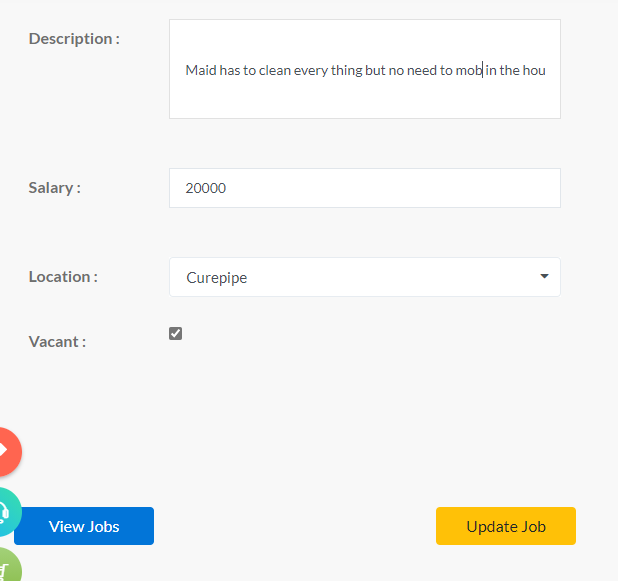 Description :
Maid has to clean every thing but no need to mob in the hou
Salary :
20000
Location :
Curepipe
Vacant :
View Jobs
Update Job